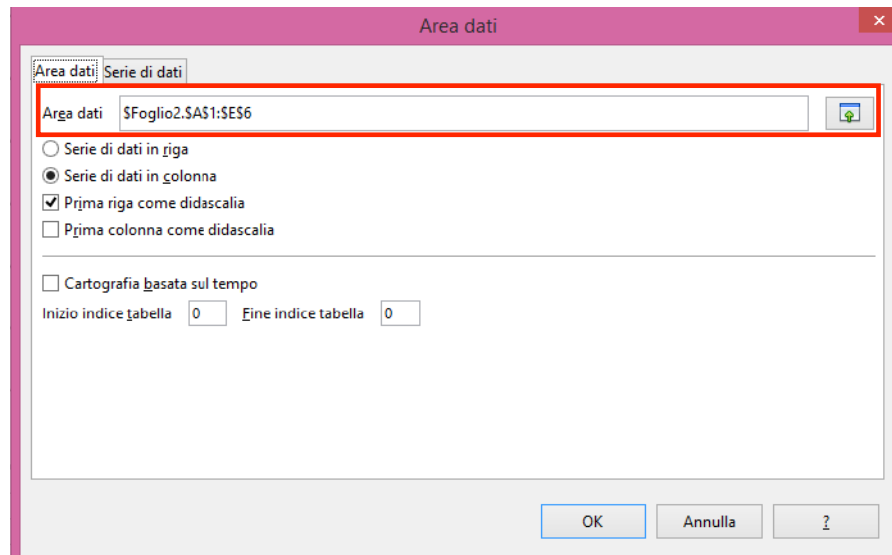 Area dati
Area dati Serie di dati
Area dati $Foglio2.$A$1:$E$6
Serie di dati in riga
Serie di dati in colonna
Prima riga come didascalia
Prima colonna come didascalia
Cartografia basata sul tempo
Inizio indice tabella 0 Fine indice tabella 0
OK Annulla ?